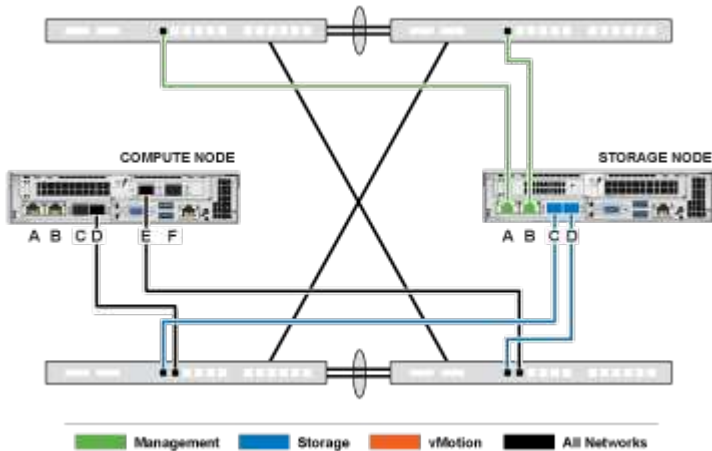 COMPUTE NODE
STORAGE NODE
A B C D E F
A B C D
Management Storage vMotion All Networks